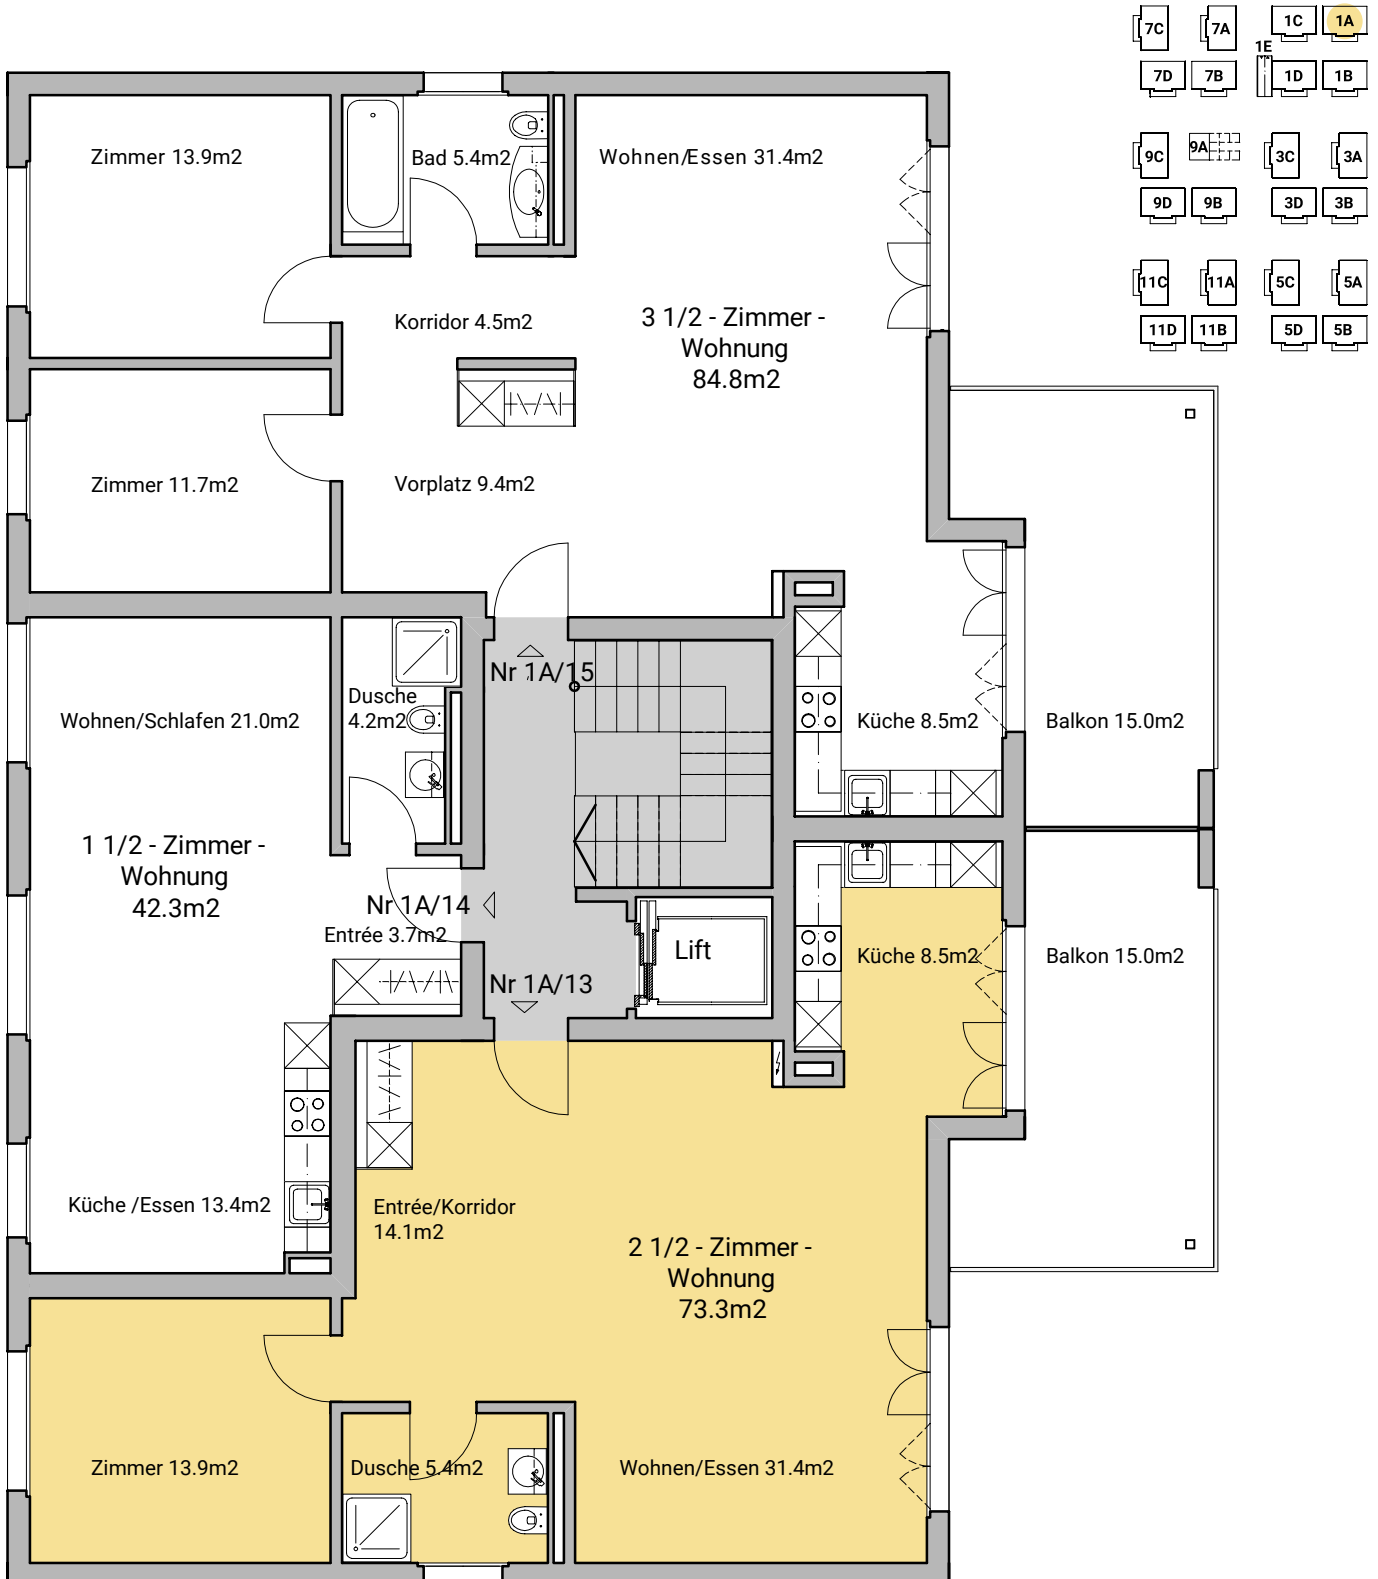 7C 7A 1C 1A
1E
7D 7B 1D 1B
9C 9A 3C 3A
9D 9B 3D 3B
11C 11A 5C 5A
11D 11B 5D 5B
Zimmer 13.9m2
Bad 5.4m2
Wohnen/Essen 31.4m2
Korridor 4.5m2
3 1/2 - Zimmer -
Wohnung
84.8m2
Zimmer 11.7m2
Vorplatz 9.4m2
Nr 1A/15
Dusche
4.2m2
Wohnen/Schlafen 21.0m2
Küche 8.5m2
Balkon 15.0m2
1 1/2 - Zimmer -
Wohnung
42.3m2
Nr 1A/14
Entrée 3.7m2
Lift
Küche 8.5m2
Balkon 15.0m2
Nr 1A/13
Küche /Essen 13.4m2
Entrée/Korridor
14.1m2
2 1/2 - Zimmer -
Wohnung
73.3m2
Zimmer 13.9m2
Dusche 5.4m2
Wohnen/Essen 31.4m2